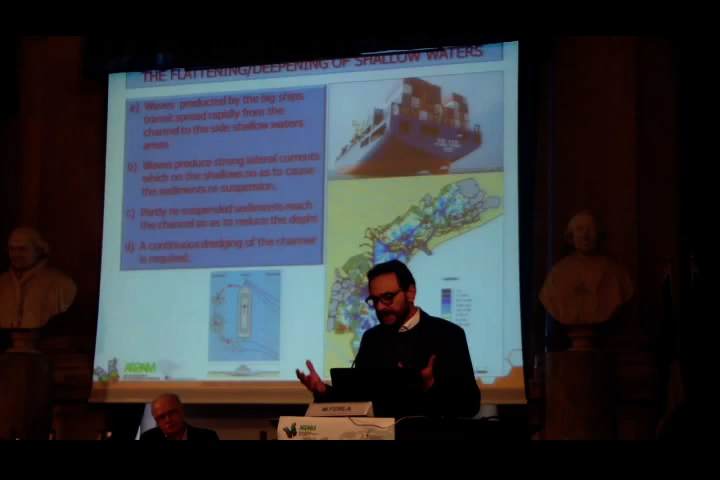 THE FLATTENING/DEEPENING OF SHALLOW WATERS
a) Waves producted by the big ships
transit spread rapidly from the
channel to the side shallow waters
areas
b) Waves produce strong lateral currents
which on the shallows so as to cause
the sediments re-suspension.
c) Partly re-suspended sediments reach
the channel so as to reduce the depht
d) A continuous dredging of the channel
is required.